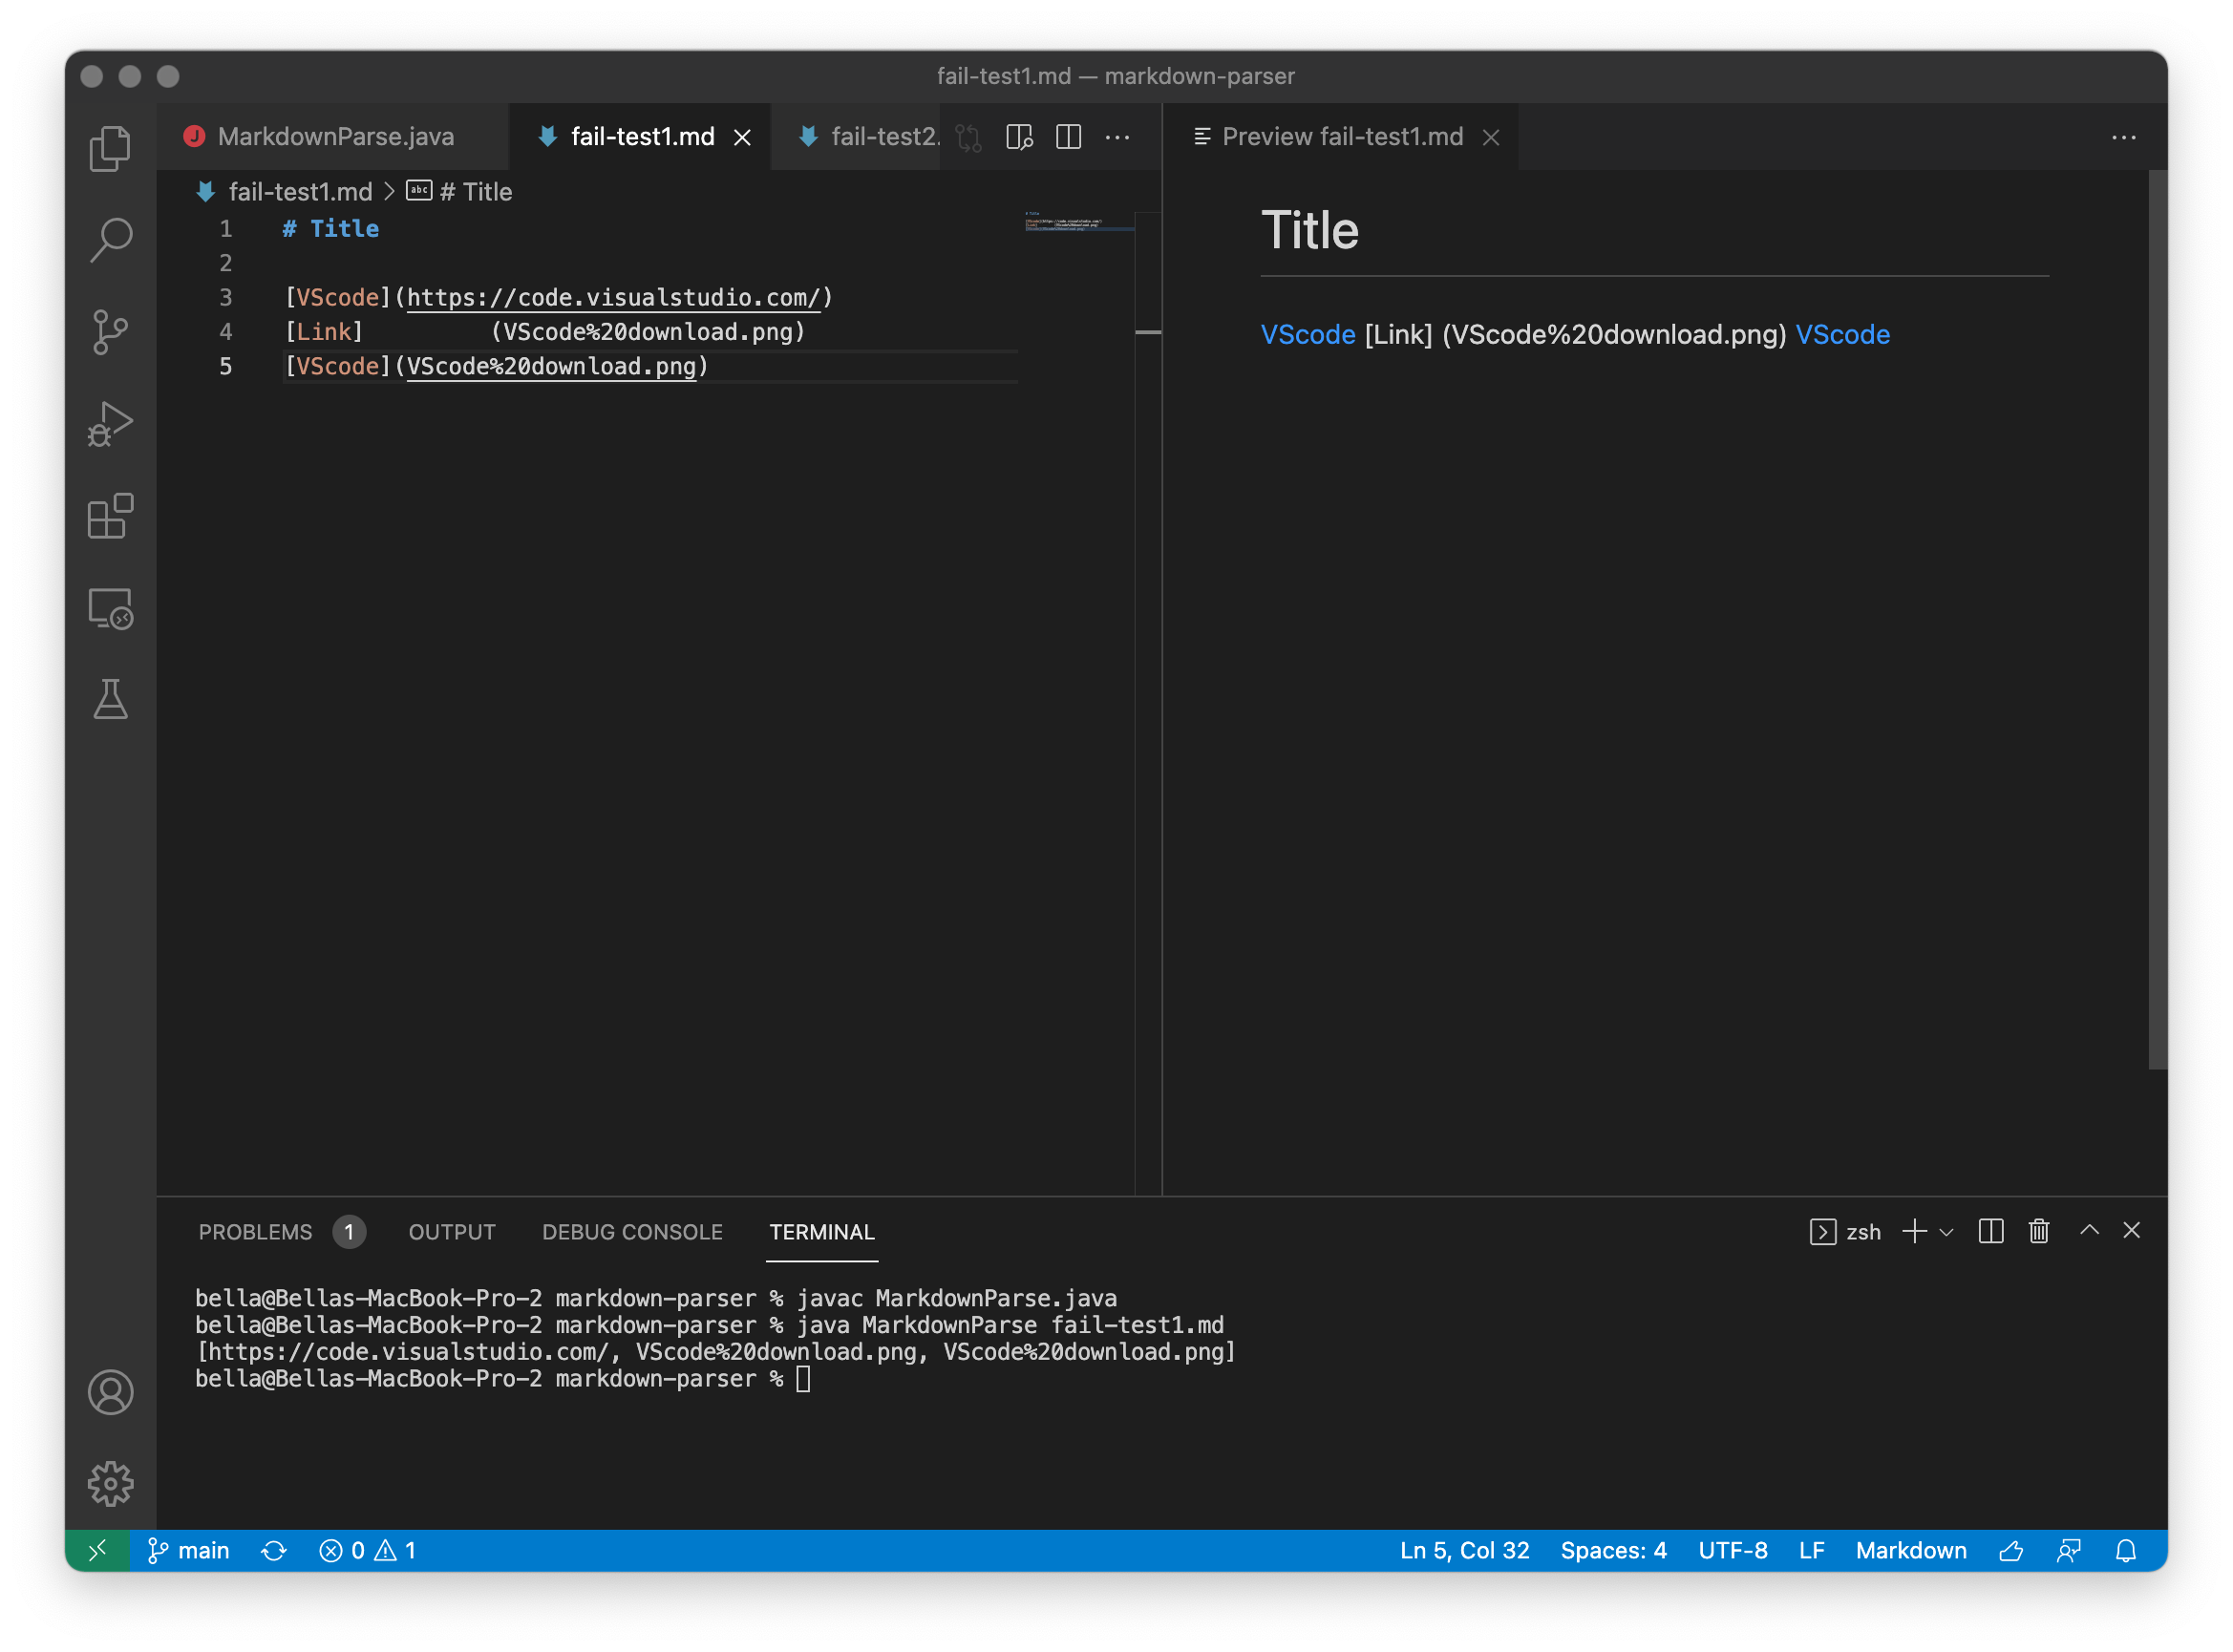 fail-test1.md — markdown-parser
MarkdownParse.java
fail-test1.md
fail-test2.
Preview fail-test1.md
fail-test1.md > abc # Title
1 # Title
2
3 [VScode](https://code.visualstudio.com/)
4 [Link]         (VScode%20download.png)
5 [VScode](VScode%20download.png)
Title
VScode [Link] (VScode%20download.png) VScode
PROBLEMS 1 OUTPUT DEBUG CONSOLE TERMINAL
zsh
bella@Bellas-MacBook-Pro-2 markdown-parser % javac MarkdownParse.java
bella@Bellas-MacBook-Pro-2 markdown-parser % java MarkdownParse fail-test1.md
[https://code.visualstudio.com/, VScode%20download.png, VScode%20download.png]
bella@Bellas-MacBook-Pro-2 markdown-parser %
main 0 1
Ln 5, Col 32 Spaces: 4 UTF-8 LF Markdown